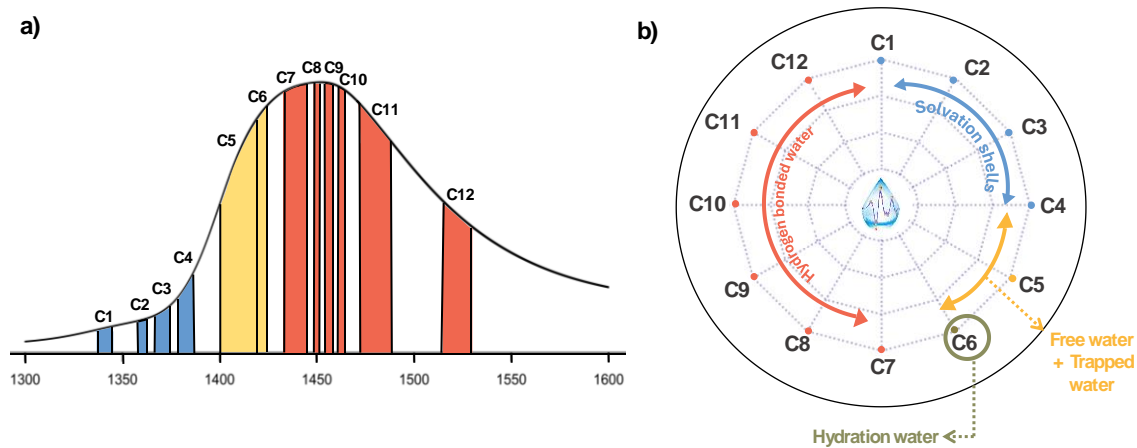 a)
C1
C2
C3
C4
C5
C6
C7
C8
C9
C10
C11
C12
1300
1350
1400
1450
1500
1550
1600
b)
C1
C2
C3
C4
C5
C6
C7
C8
C9
C10
C11
C12
Solvation shells
Hydrogen bonded water
Free water
+ Trapped
water
Hydration water